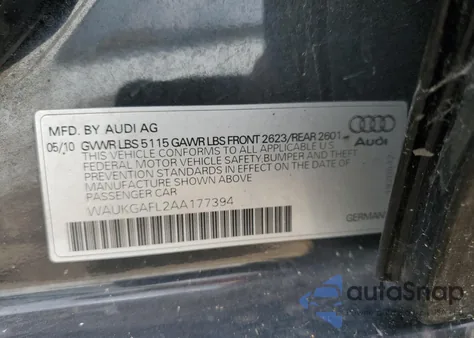 MFD. BY AUDI AG
05/10 GVWR LBS 5115 GAWR LBS FRONT 2623/REAR 2601
THIS VEHICLE CONFORMS TO ALL APPLICABLE
FEDERAL MOTOR VEHICLE SAFETY,BUMPER AND THEFT
PREVENTION STANDARDS IN EFFECT ON THE DATE OF
MANUFACTURE SHOWN ABOVE
PASSENGER CAR
WAUKGAFL2AA177394
Audi
GERMAN
autoSnap